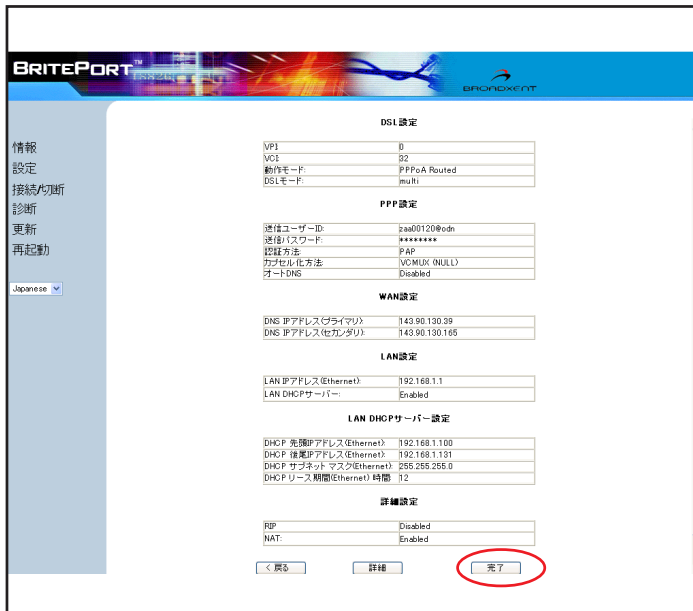 BRITEPORT™
BROADXENT
情報
設定
接続/切断
診断
更新
再起動
Japanese
DSL設定
VPI: 0
VCI: 32
動作モード: PPPoA Routed
DSLモード: multi
PPP設定
送信ユーザーID: zaa00120@odn
送信パスワード: ********
認証方法: PAP
カプセル化方法: VCMUX (NULL)
オートDNS Disabled
WAN設定
DNS IPアドレス(プライマリ): 143.90.130.39
DNS IPアドレス(セカンダリ): 143.90.130.165
LAN設定
LAN IPアドレス(Ethernet): 192.168.1.1
LAN DHCPサーバー: Enabled
LAN DHCPサーバー設定
DHCP 先頭IPアドレス(Ethernet): 192.168.1.100
DHCP 後尾IPアドレス(Ethernet): 192.168.1.131
DHCP サブネット マスク(Ethernet): 255.255.255.0
DHCP リース期間(Ethernet) 時間: 12
詳細設定
RIP Disabled
NAT: Enabled
< 戻る 詳細 完了